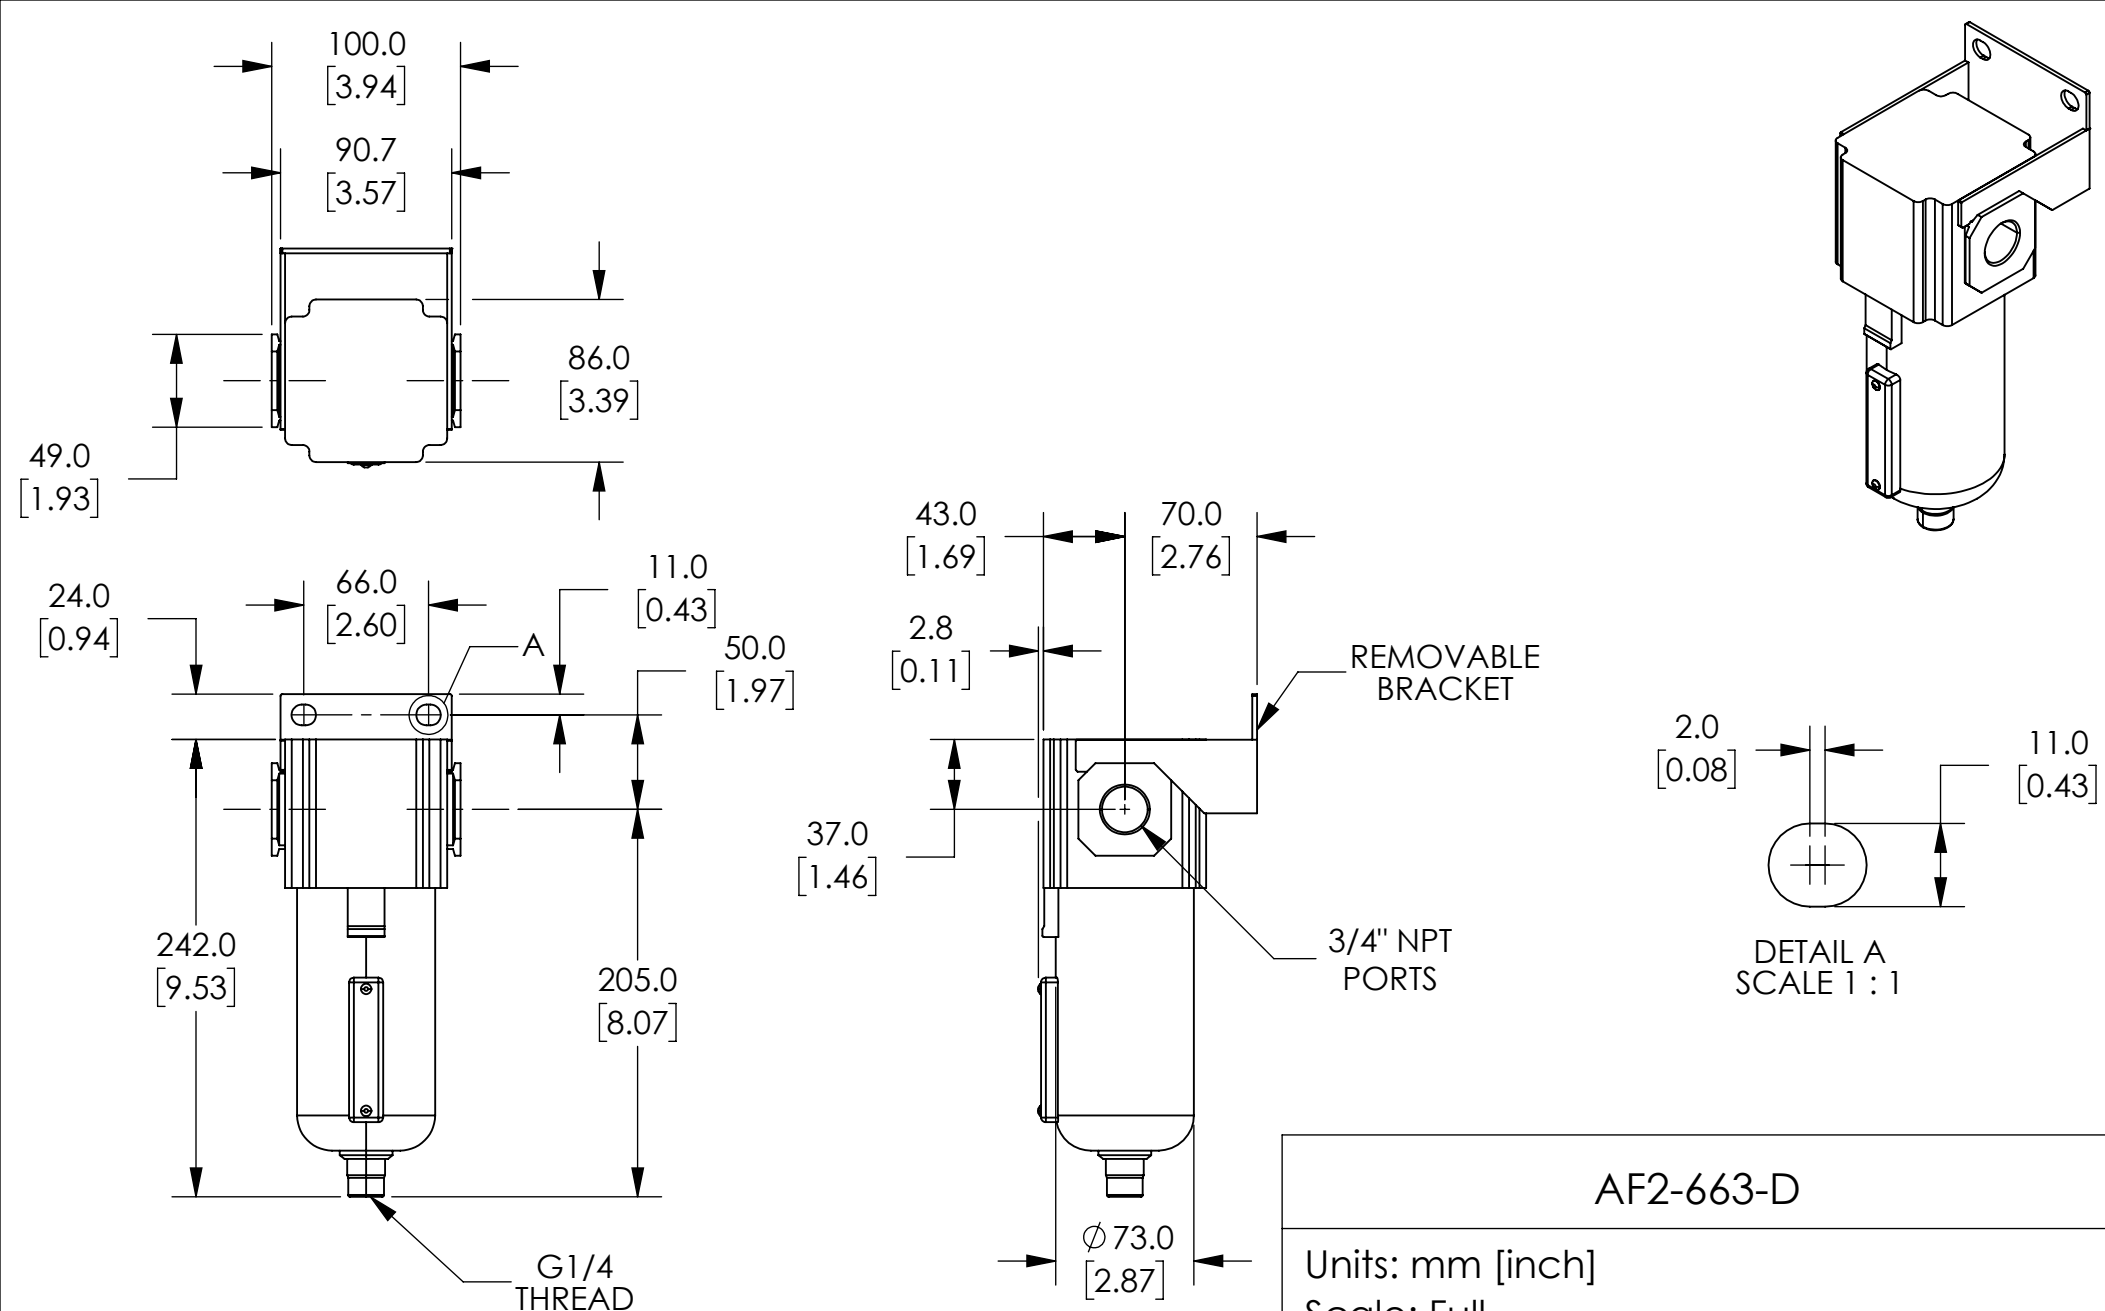 100.0
[3.94]
90.7
[3.57]
86.0
[3.39]
49.0
[1.93]
24.0
[0.94]
66.0
[2.60]
11.0
[0.43]
A
50.0
[1.97]
242.0
[9.53]
205.0
[8.07]
G1/4
THREAD
43.0
[1.69]
70.0
[2.76]
2.8
[0.11]
REMOVABLE
BRACKET
37.0
[1.46]
3/4" NPT
PORTS
⌀73.0
[2.87]
2.0
[0.08]
11.0
[0.43]
DETAIL A
SCALE 1 : 1
AF2-663-D
Units: mm [inch]
Scale: Full